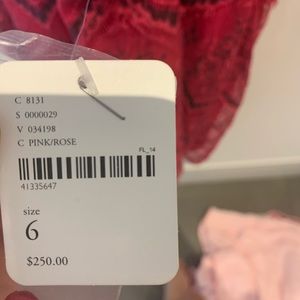 C 8131
S 0000029
V 034198
C PINK/ROSE
FL_14
41335647
size
6
$250.00